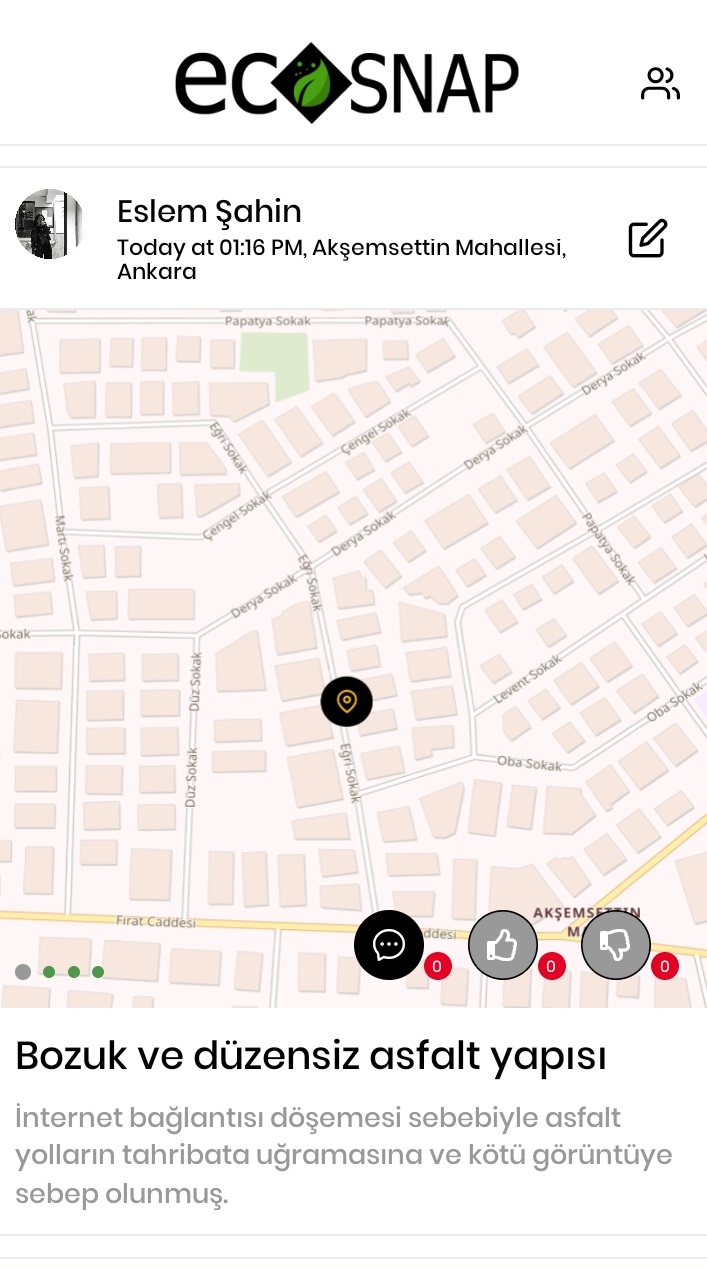 ecoSNAP
Eslem Şahin
Today at 01:16 PM, Akşemsettin Mahallesi,
Ankara
Papatya Sokak
Papatya Sokak
Derya Sokak
Eğri Sokak
Çengel Sokak
Derya Sokak
Çengel Sokak
Derya Sokak
Martı Sokak
Papatya Sokak
Eğri Sokak
Derya Sokak
Sokak
Düz Sokak
Levent Sokak
Oba Sokak
Düz Sokak
Eğri Sokak
Oba Sokak
Fırat Caddesi
ddesi
AKŞEMSETTİN
0
0
0
Bozuk ve düzensiz asfalt yapısı
İnternet bağlantısı döşemesi sebebiyle asfalt
yolların tahribata uğramasına ve kötü görüntüye
sebep olunmuş.